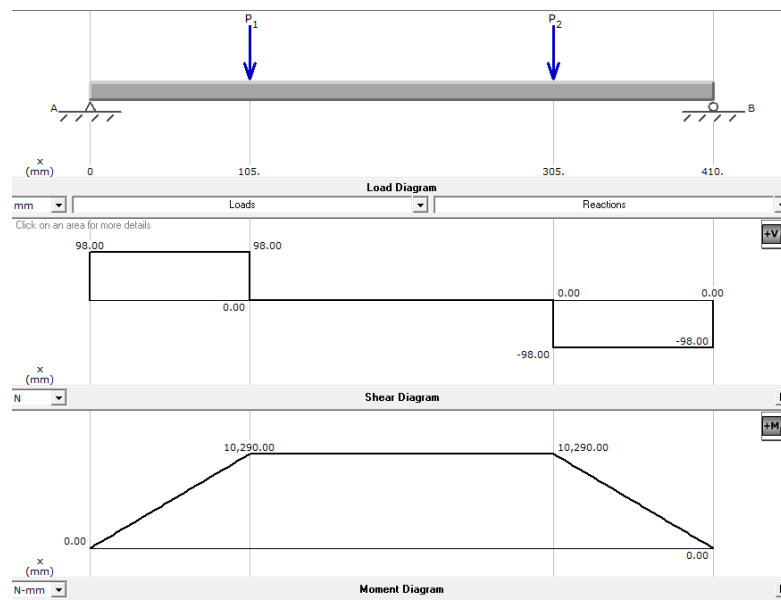 P1 P2
A B
x
(mm) 0 105. 305. 410.
Load Diagram
mm Loads Reactions
Click on an area for more details
+V
98.00 98.00
0.00 0.00 0.00
-98.00 -98.00
x
(mm)
N Shear Diagram
+M
10,290.00 10,290.00
0.00 0.00
x
(mm)
N-mm Moment Diagram